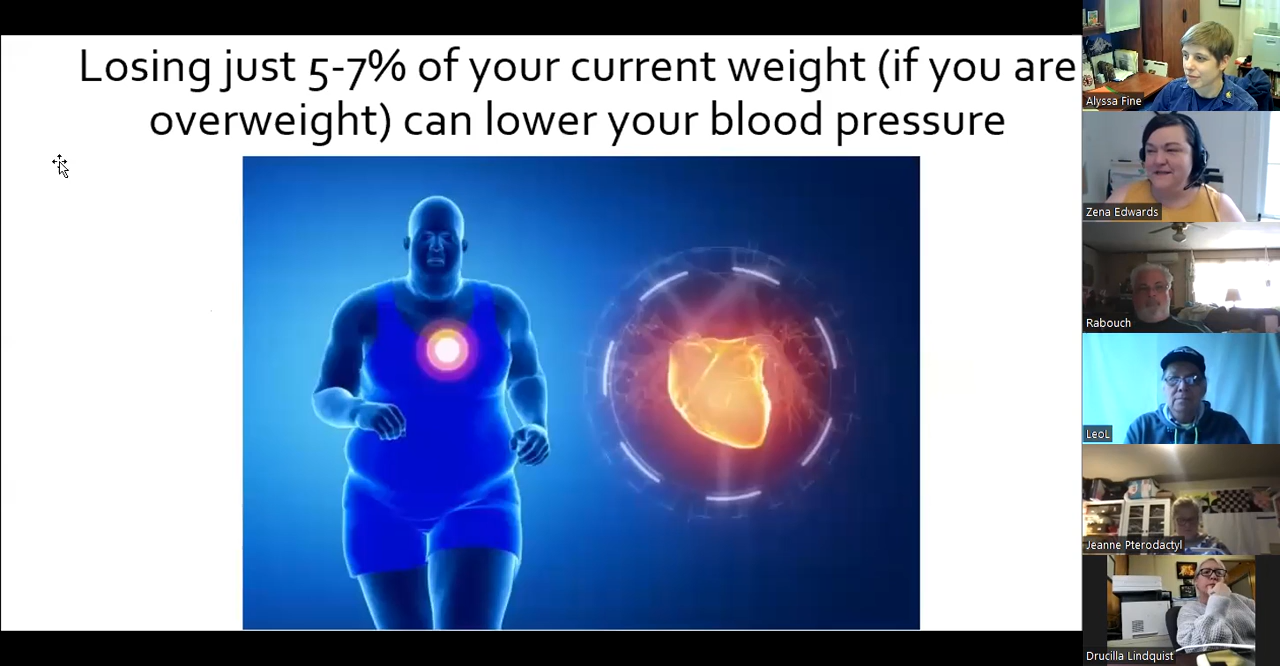 Losing just 5-7% of your current weight (if you are
overweight) can lower your blood pressure
Alyssa Fine
Zena Edwards
Rabouch
LeoL
Jeanne Pterodactyl
Drucilla Lindquist